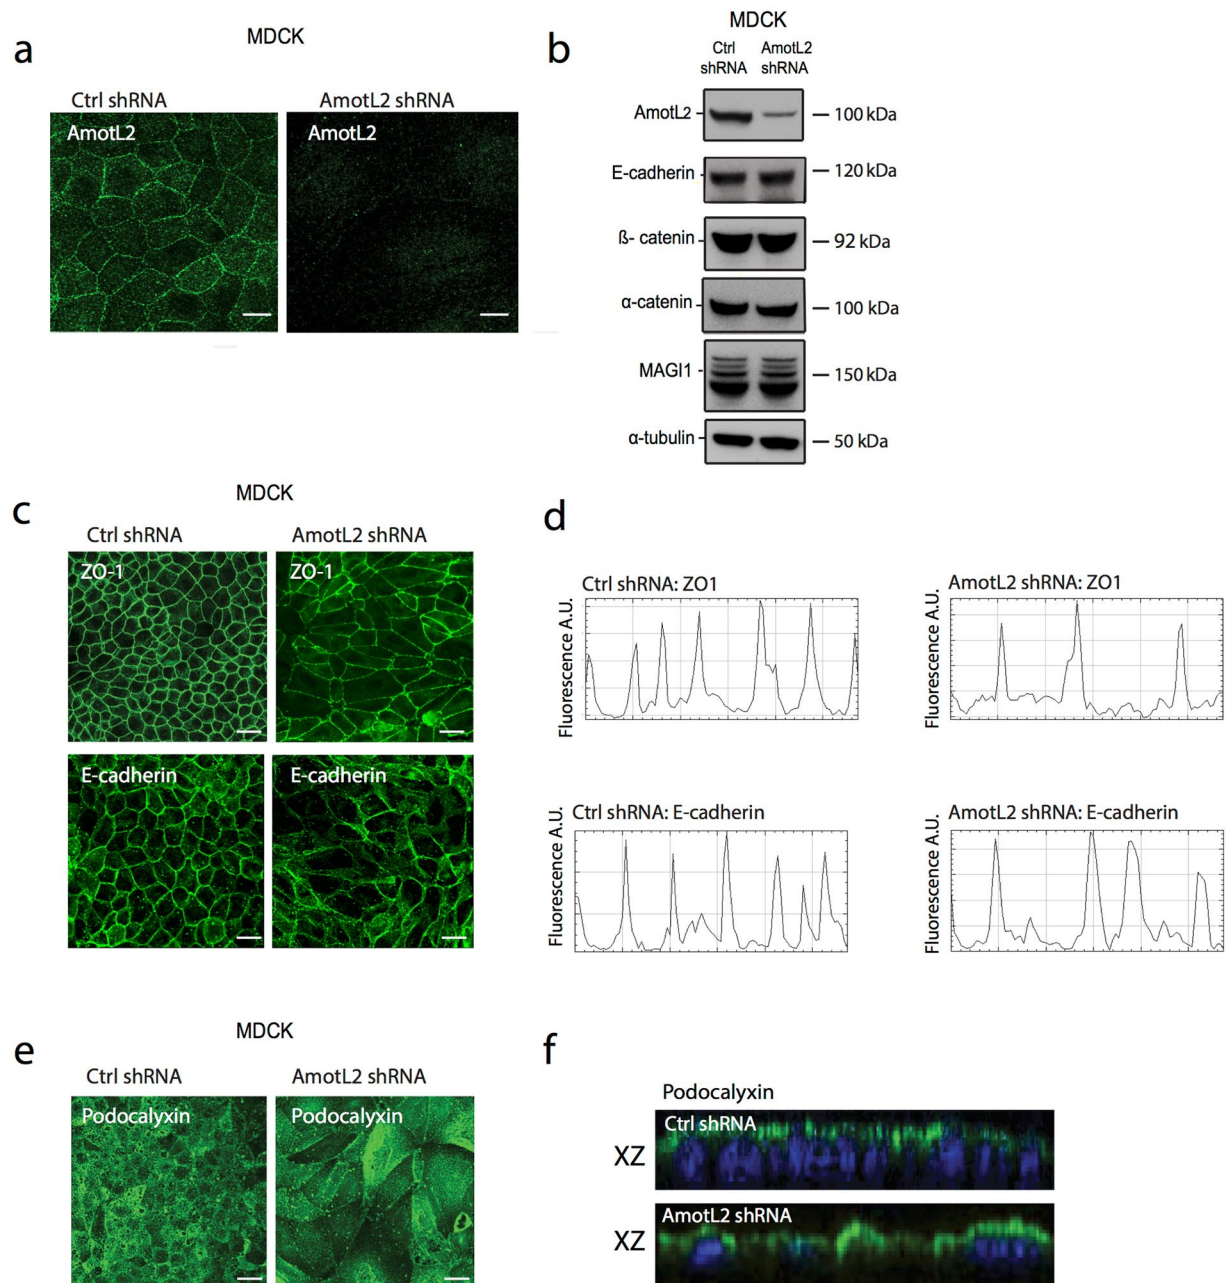 a
MDCK
Ctrl shRNA
AmotL2 shRNA
AmotL2
AmotL2
b
MDCK
Ctrl
shRNA
AmotL2
shRNA
AmotL2
100 kDa
E-cadherin
120 kDa
ß- catenin
92 kDa
α-catenin
100 kDa
MAGI1
150 kDa
α-tubulin
50 kDa
c
MDCK
Ctrl shRNA
AmotL2 shRNA
ZO-1
ZO-1
E-cadherin
E-cadherin
d
Ctrl shRNA: ZO1
Fluorescence A.U.
AmotL2 shRNA: ZO1
Fluorescence A.U.
Ctrl shRNA: E-cadherin
Fluorescence A.U.
AmotL2 shRNA: E-cadherin
Fluorescence A.U.
e
MDCK
Ctrl shRNA
AmotL2 shRNA
Podocalyxin
Podocalyxin
f
Podocalyxin
Ctrl shRNA
XZ
AmotL2 shRNA
XZ